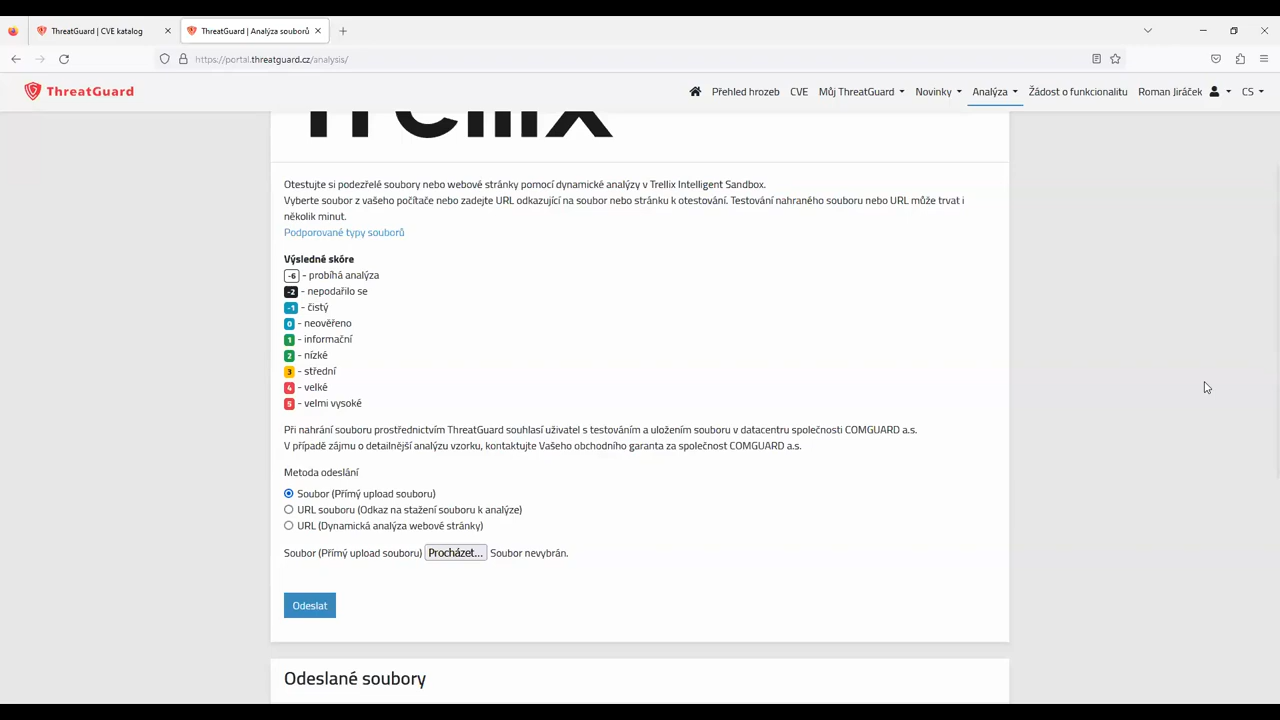 ThreatGuard | CVE katalog
ThreatGuard | Analýza souborů
https://portal.threatguard.cz/analysis/
ThreatGuard
Přehled hrozeb
CVE
Můj ThreatGuard
Novinky
Analýza
Žádost o funkcionalitu
Roman Jiráček
CS
Trellix
Otestujte si podezřelé soubory nebo webové stránky pomocí dynamické analýzy v Trellix Intelligent Sandbox.
Vyberte soubor z vašeho počítače nebo zadejte URL odkazující na soubor nebo stránku k otestování. Testování nahraného souboru nebo URL může trvat i
několik minut.
Podporované typy souborů
Výsledné skóre
-6 - probíhá analýza
-2 - nepodařilo se
-1 - čistý
0 - neověřeno
1 - informační
2 - nízké
3 - střední
4 - velké
5 - velmi vysoké
Při nahrání souboru prostřednictvím ThreatGuard souhlasí uživatel s testováním a uložením souboru v datacentru společnosti COMGUARD a.s.
V případě zájmu o detailnější analýzu vzorku, kontaktujte Vašeho obchodního garanta za společnost COMGUARD a.s.
Metoda odeslání
Soubor (Přímý upload souboru)
URL souboru (Odkaz na stažení souboru k analýze)
URL (Dynamická analýza webové stránky)
Soubor (Přímý upload souboru) Procházet... Soubor nevybrán.
Odeslat
Odeslané soubory